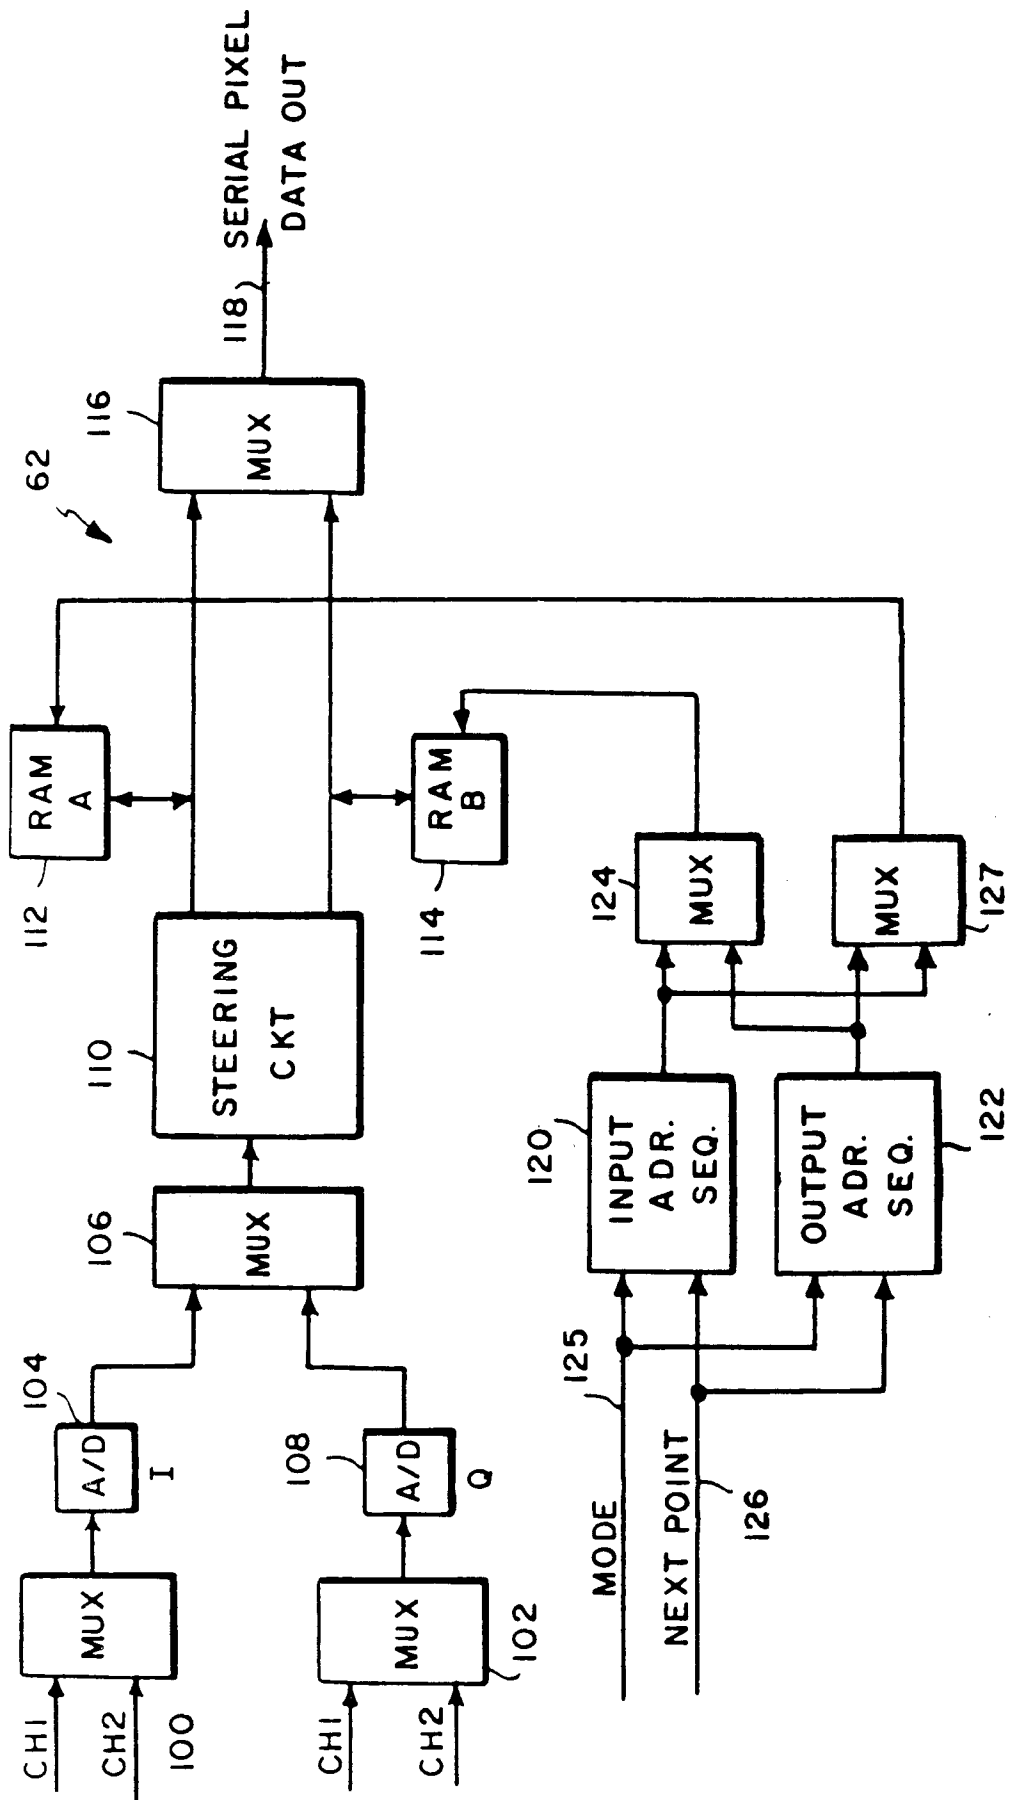 CH1
CH2
100
MUX
104
A/D
I
CH1
CH2
MUX
102
108
A/D
Q
106
MUX
110
STEERING
CKT
112
RAM
A
114
RAM
B
62
116
MUX
118
SERIAL PIXEL
DATA OUT
MODE
125
NEXT POINT
126
120
INPUT
ADR.
SEQ.
OUTPUT
ADR.
SEQ.
122
124
MUX
MUX
127